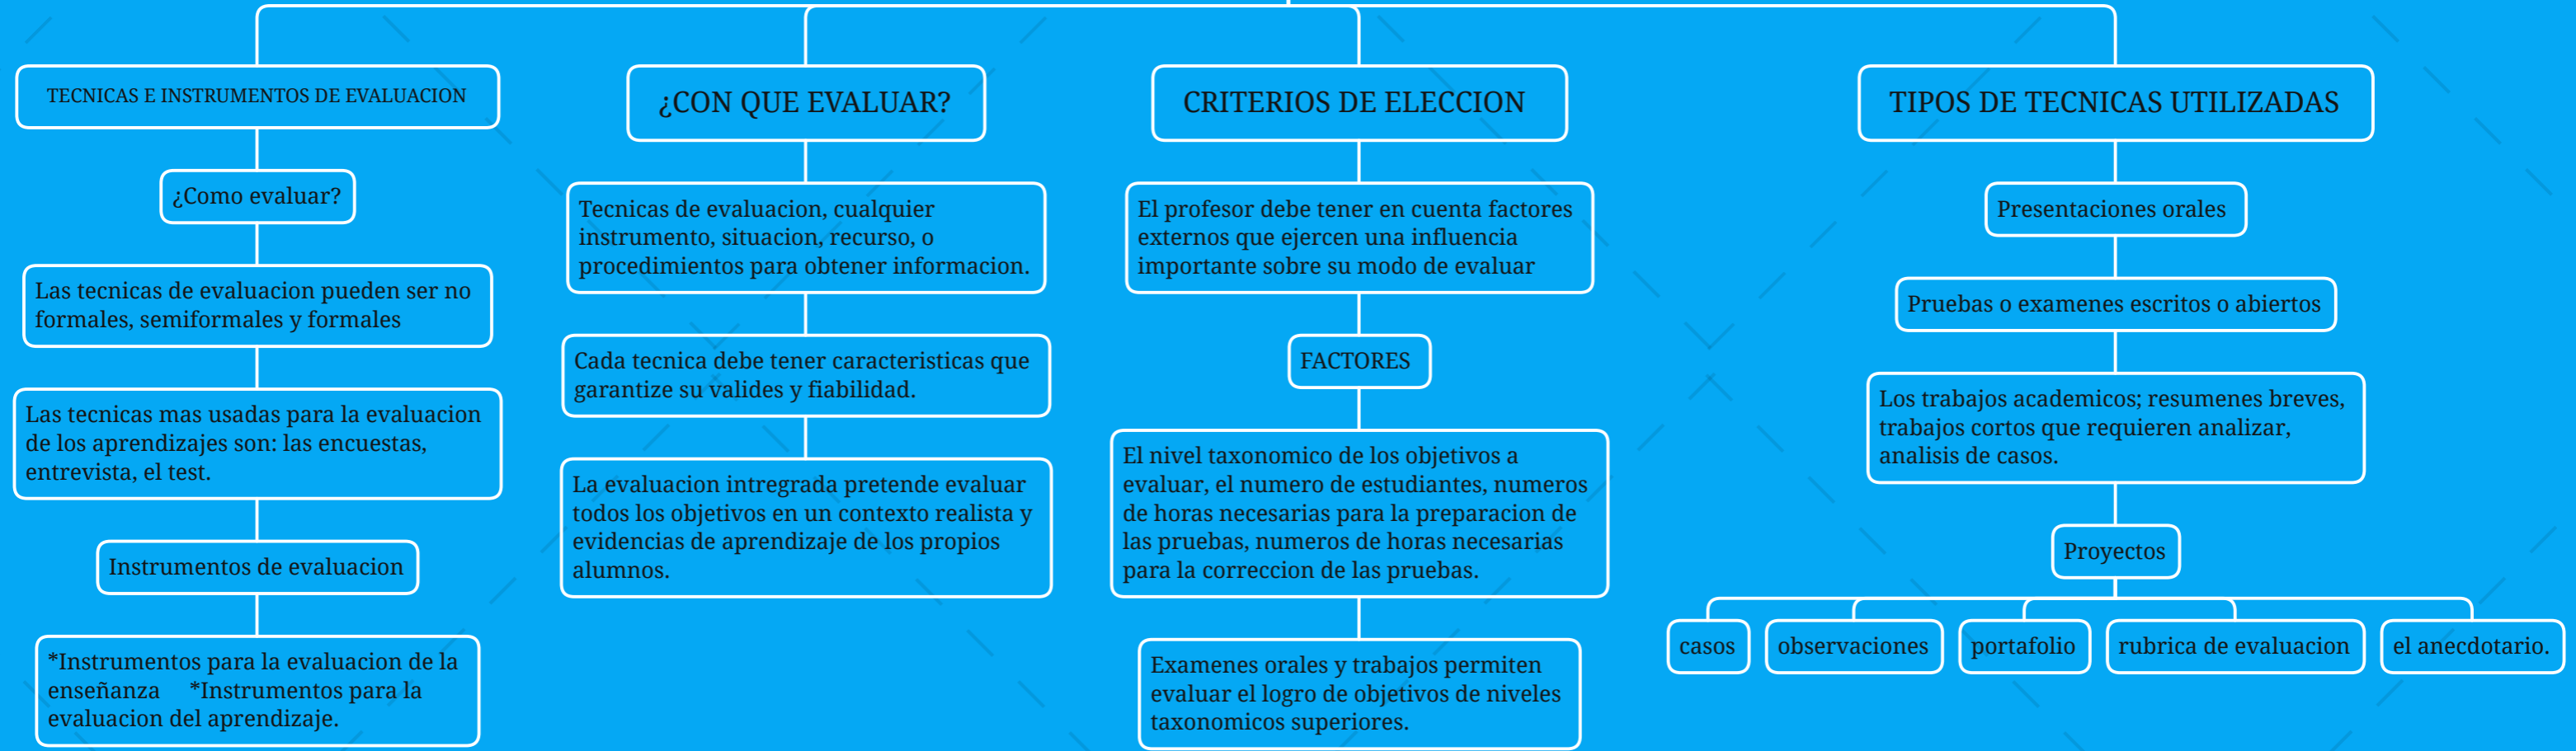 TECNICAS E INSTRUMENTOS DE EVALUACION
¿Como evaluar?
Las tecnicas de evaluacion pueden ser no
formales, semiformales y formales
Las tecnicas mas usadas para la evaluacion
de los aprendizajes son: las encuestas,
entrevista, el test.
Instrumentos de evaluacion
*Instrumentos para la evaluacion de la
enseñanza *Instrumentos para la
evaluacion del aprendizaje.
¿CON QUE EVALUAR?
Tecnicas de evaluacion, cualquier
instrumento, situacion, recurso, o
procedimientos para obtener informacion.
Cada tecnica debe tener caracteristicas que
garantize su valides y fiabilidad.
La evaluacion intregrada pretende evaluar
todos los objetivos en un contexto realista y
evidencias de aprendizaje de los propios
alumnos.
CRITERIOS DE ELECCION
El profesor debe tener en cuenta factores
externos que ejercen una influencia
importante sobre su modo de evaluar
FACTORES
El nivel taxonomico de los objetivos a
evaluar, el numero de estudiantes, numeros
de horas necesarias para la preparacion de
las pruebas, numeros de horas necesarias
para la correccion de las pruebas.
Examenes orales y trabajos permiten
evaluar el logro de objetivos de niveles
taxonomicos superiores.
TIPOS DE TECNICAS UTILIZADAS
Presentaciones orales
Pruebas o examenes escritos o abiertos
Los trabajos academicos; resumenes breves,
trabajos cortos que requieren analizar,
analisis de casos.
Proyectos
casos
observaciones
portafolio
rubrica de evaluacion
el anecdotario.